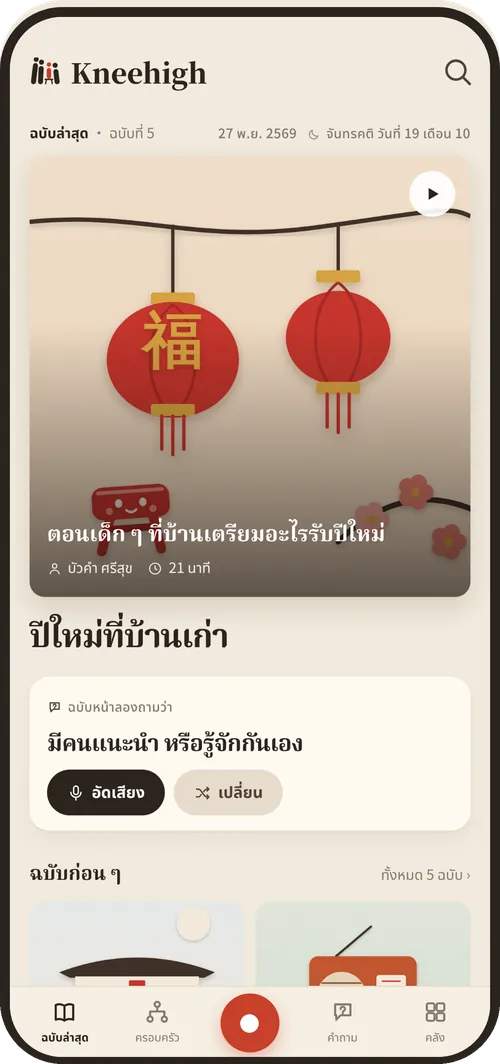 Kneehigh
ฉบับล่าสุด • ฉบับที่ 5 27 พ.ย. 2569 จันทรคติ วันที่ 19 เดือน 10
福
ตอนเด็ก ๆ ที่บ้านเตรียมอะไรรับปีใหม่
บัวคำ ศรีสุข 21 นาที
ปีใหม่ที่บ้านเก่า
ฉบับหน้าลองถามว่า
มีคนแนะนำ หรือรู้จักกันเอง
อัดเสียง เปลี่ยน
ฉบับก่อน ๆ ทั้งหมด 5 ฉบับ ›
ฉบับล่าสุด ครอบครัว คำถาม คลัง